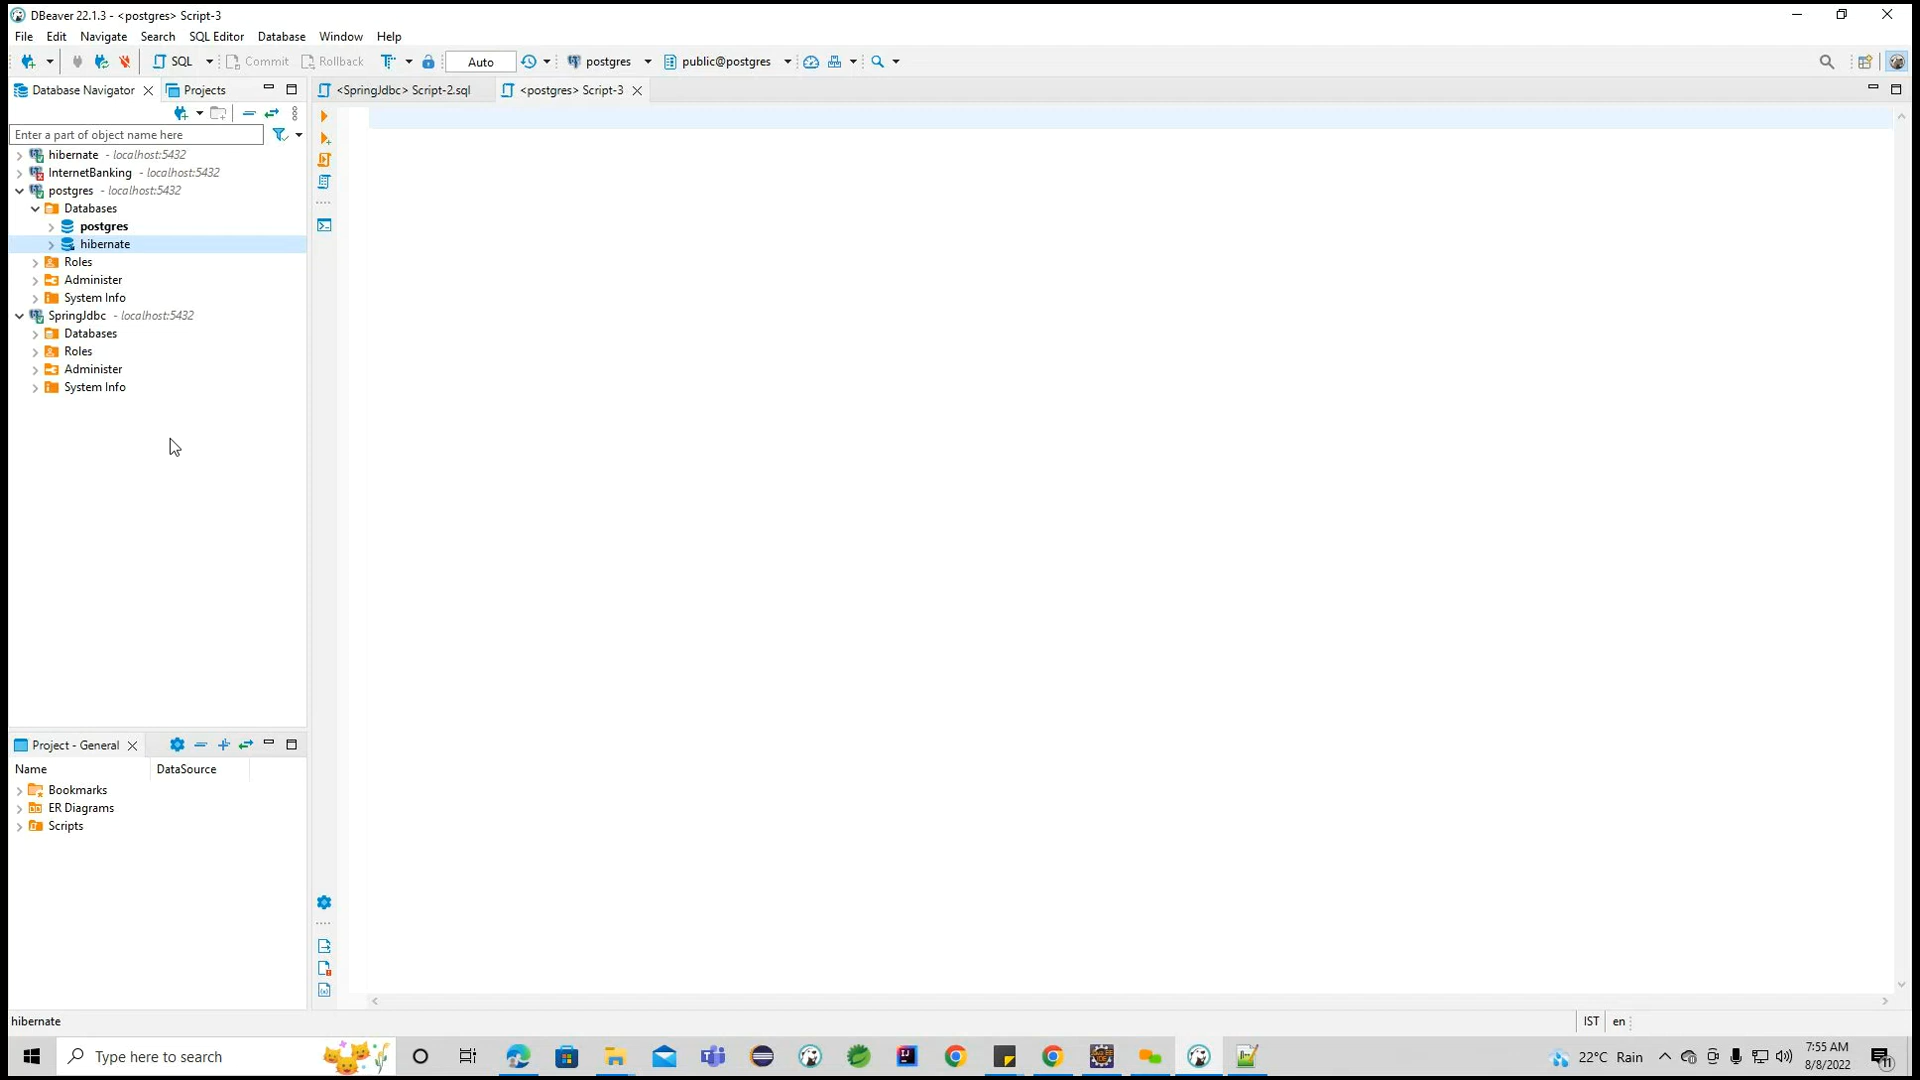 DBeaver 22.1.3 - <postgres> Script-3
File Edit Navigate Search SQL Editor Database Window Help
SQL Commit Rollback Auto postgres public@postgres
Database Navigator Projects <SpringJdbc> Script-2.sql <postgres> Script-3
Enter a part of object name here
hibernate - localhost:5432
InternetBanking - localhost:5432
postgres - localhost:5432
Databases
postgres
hibernate
Roles
Administer
System Info
SpringJdbc - localhost:5432
Databases
Roles
Administer
System Info
Project - General
Name DataSource
Bookmarks
ER Diagrams
Scripts
hibernate IST en
Type here to search 22°C Rain 7:55 AM
8/8/2022 11